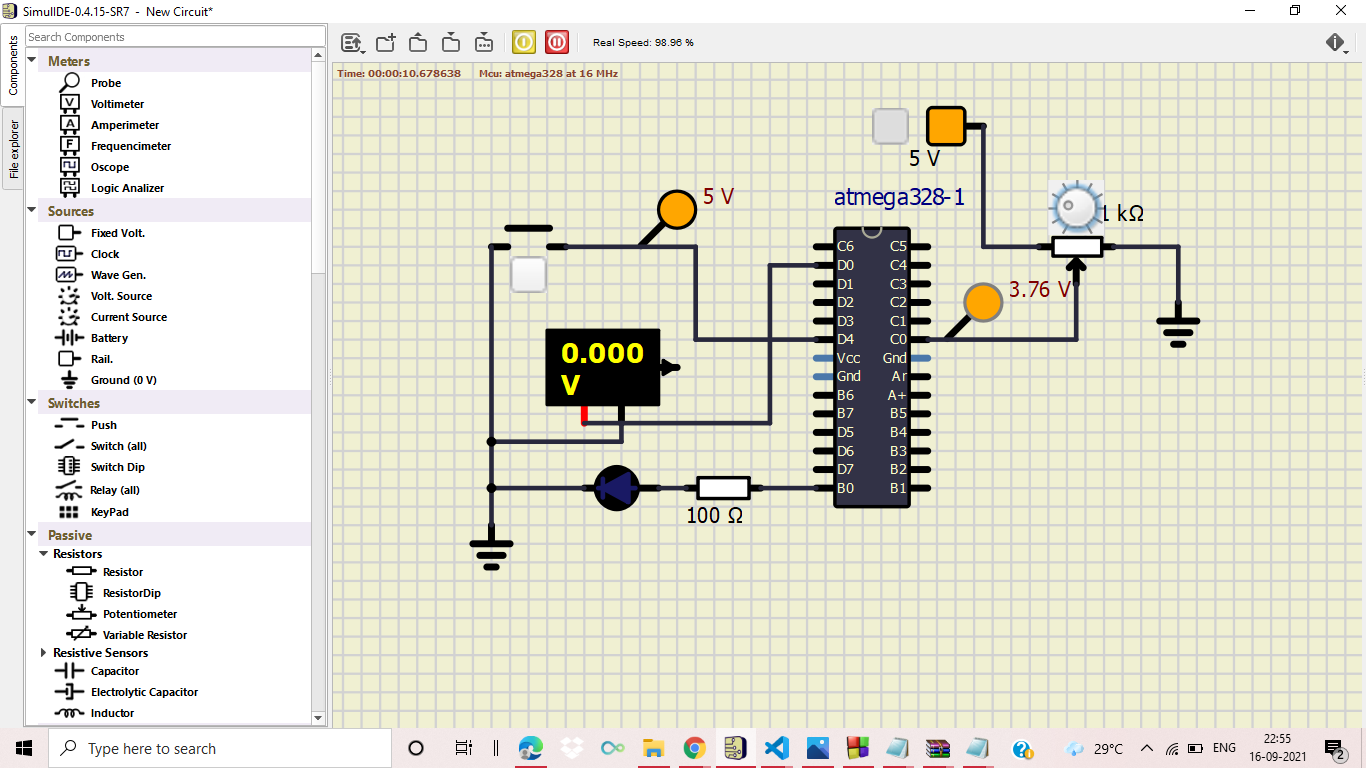 SimulIDE-0.4.15-SR7 - New Circuit*
Components
File explorer
Search Components
Meters
Probe
Voltimeter
Amperimeter
Frequencimeter
Oscope
Logic Analizer
Sources
Fixed Volt.
Clock
Wave Gen.
Volt. Source
Current Source
Battery
Rail.
Ground (0 V)
Switches
Push
Switch (all)
Switch Dip
Relay (all)
KeyPad
Passive
Resistors
Resistor
ResistorDip
Potentiometer
Variable Resistor
Resistive Sensors
Capacitor
Electrolytic Capacitor
Inductor
Real Speed: 98.96 %
Time: 00:00:10.678638 Mcu: atmega328 at 16 MHz
5 V
5 V
atmega328-1
1 kΩ
3.76 V
C6 C5
D0 C4
D1 C3
D2 C2
D3 C1
D4 C0
Vcc Gnd
Gnd Ar
B6 A+
B7 B5
D5 B4
D6 B3
D7 B2
B0 B1
0.000
V
100 Ω
Type here to search
29°C
ENG
22:55
16-09-2021
2